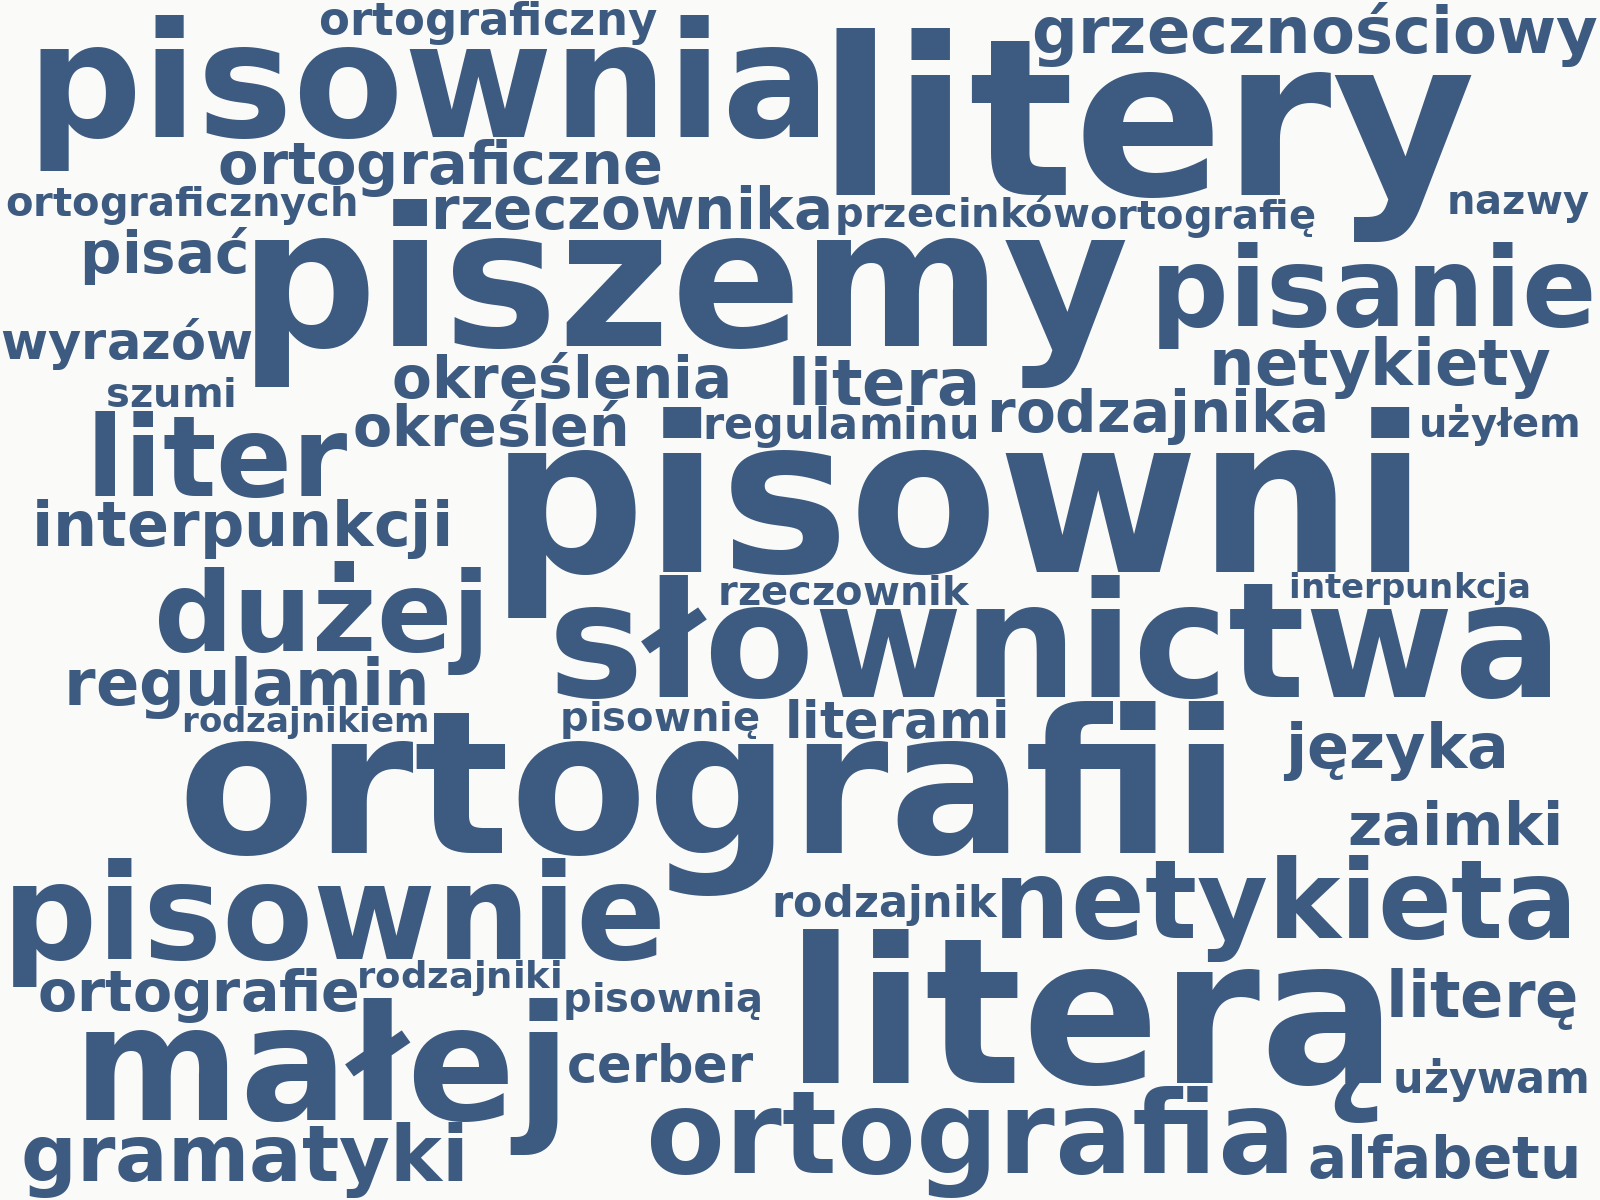 ortograficzny
grzecznościowy
pisownia
litery
ortograficzne
ortograficznych
rzeczownika
przecinków
ortografię
nazwy
pisać
piszemy
pisanie
wyrazów
netykiety
szumi
określenia
litera
liter
określeń
regulaminu
rodzajnika
użyłem
pisowni
interpunkcji
dużej
rzeczownik
interpunkcja
słownictwa
regulamin
rodzajnikiem
pisownię
literami
języka
ortografii
zaimki
pisownie
rodzajnik
netykieta
ortografie
rodzajniki
pisownią
literą
literę
małej
cerber
używam
gramatyki
ortografia
alfabetu